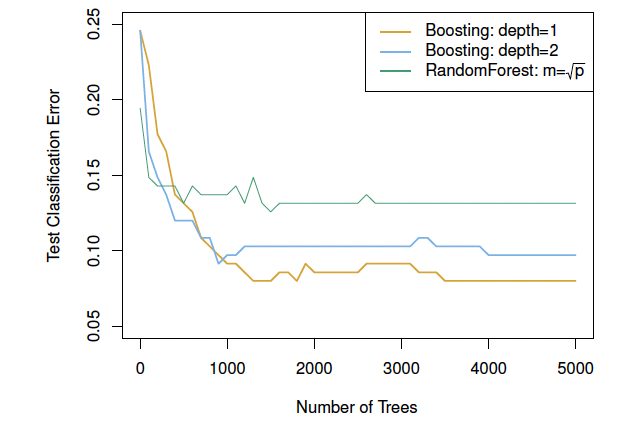 Boosting: depth=1
Boosting: depth=2
RandomForest: m=√p
Test Classification Error
0.25
0.20
0.15
0.10
0.05
0 1000 2000 3000 4000 5000
Number of Trees